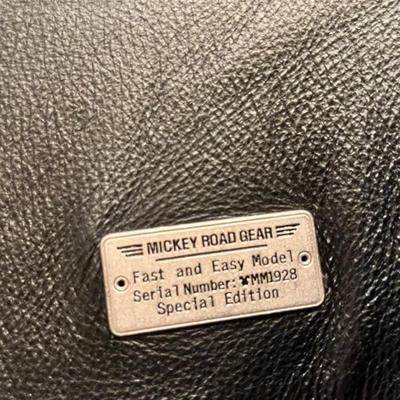 MICKEY ROAD GEAR
Fast and Easy Model
Serial Number: MM1928
Special Edition